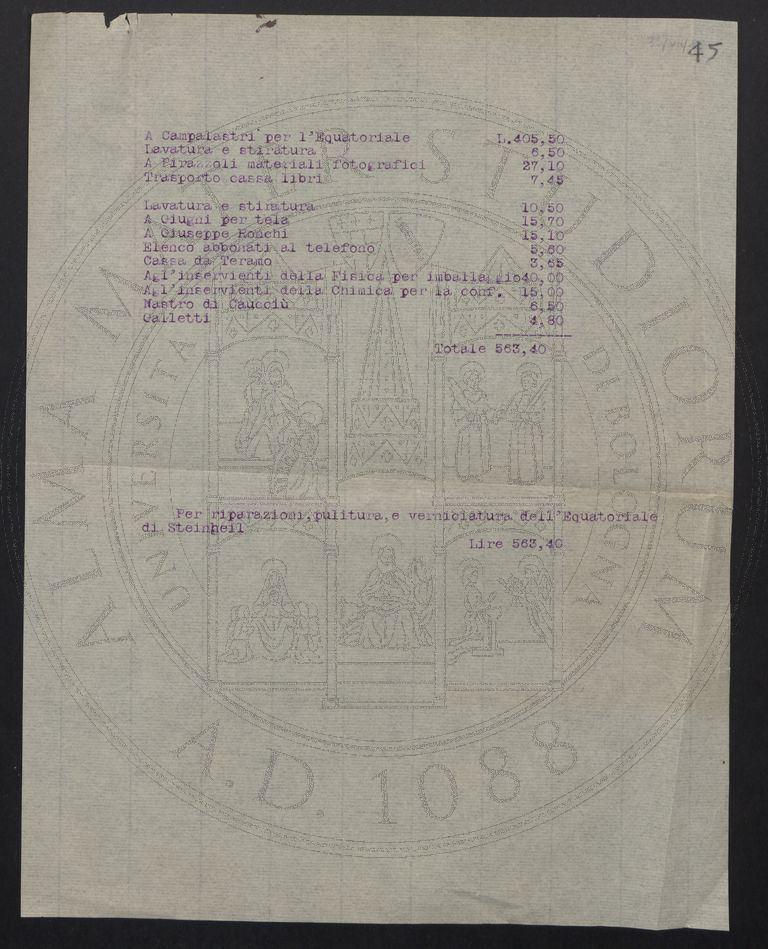 45
A Campalastri per l'Equatoriale L.405,50
Lavatura e stiratura 6,50
A Pirazzoli materiali fotografici 27,10
Trasporto cassa libri 7,45
Lavatura e stiratura 10,50
A Giugni per tela 15,70
A Giuseppe Ronchi 15,10
Elenco abbonati al telefono 5,60
Cassa da Teramo 3,65
Agl'inservienti della Fisica per imballaggio40,00
Agl'inservienti della Chimica per la conf. 15,00
Nastro di Caucciù 6,50
Galletti 4,80
Totale 563,40
Per riparazioni,pulitura,e verniciatura dell'Equatoriale
di Steinheil
Lire 563,40
ALMA MATER STUDIORUM
UNIVERSITA DI BOLOGNA
A.D. 1088